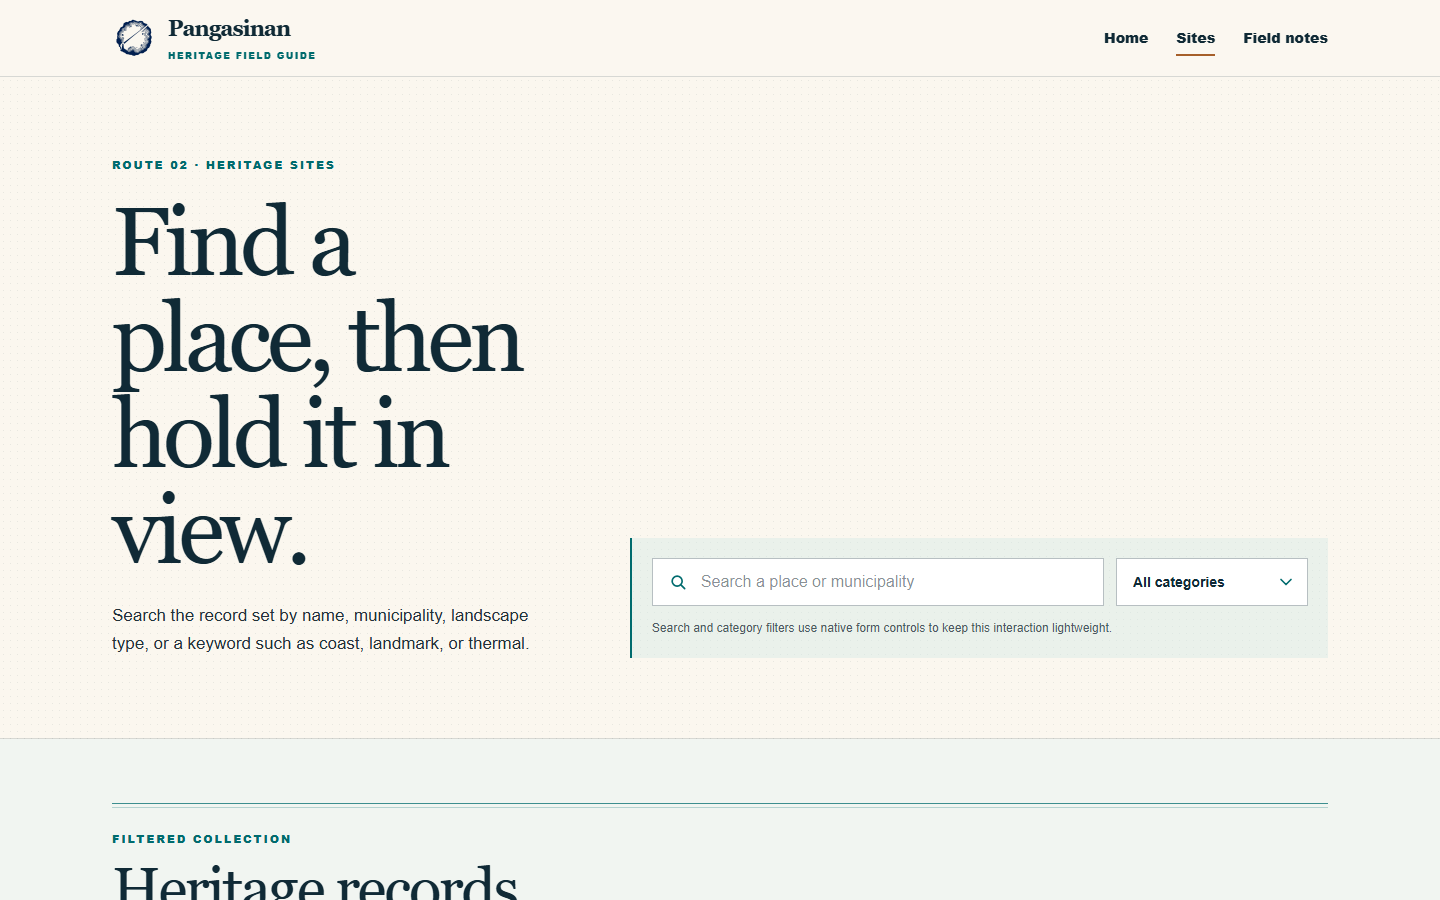 Pangasinan
HERITAGE FIELD GUIDE
Home
Sites
Field notes
ROUTE 02 · HERITAGE SITES
Find a
place, then
hold it in
view.
Search the record set by name, municipality, landscape
type, or a keyword such as coast, landmark, or thermal.
Search a place or municipality
All categories
Search and category filters use native form controls to keep this interaction lightweight.
FILTERED COLLECTION
Heritage records